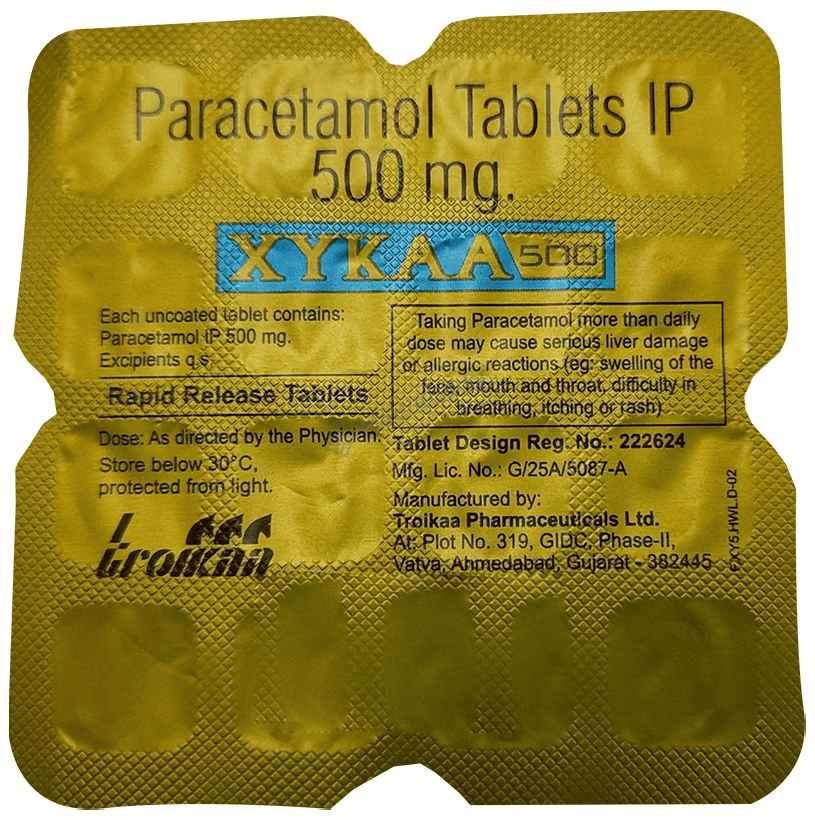 Paracetamol Tablets IP
500 mg.
XYKAA 500
Each uncoated tablet contains:
Paracetamol IP 500 mg.
Excipients q.s.
Rapid Release Tablets
Dose: As directed by the Physician.
Store below 30°C,
protected from light.
troikaa
Taking Paracetamol more than daily
dose may cause serious liver damage
or allergic reactions (eg: swelling of the
face, mouth and throat, difficulty in
breathing, itching or rash)
Tablet Design Reg. No.: 222624
Mfg. Lic. No.: G/25A/5087-A
Manufactured by:
Troikaa Pharmaceuticals Ltd.
At: Plot No. 319, GIDC, Phase-II,
Vatva, Ahmedabad, Gujarat - 382445
FXY5.HWL.D-02